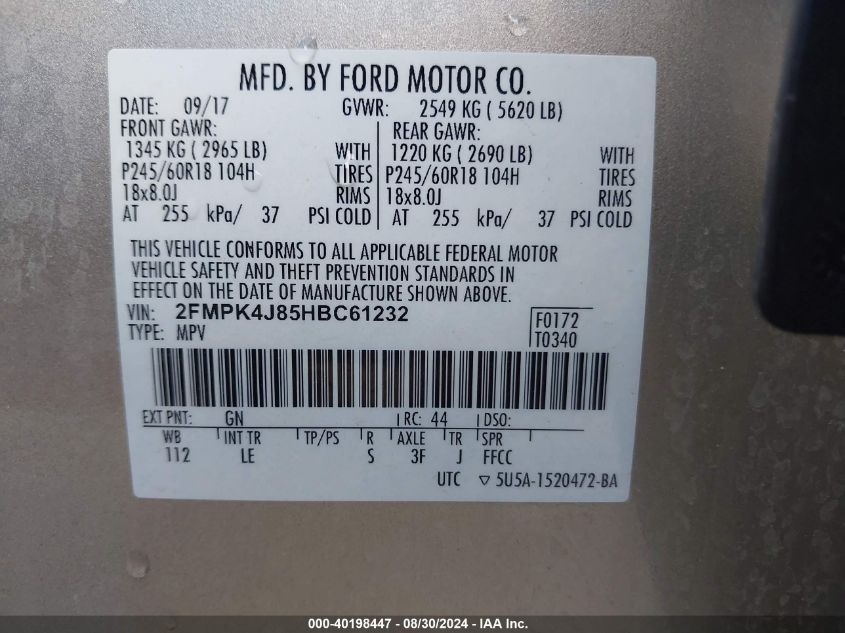 MFD. BY FORD MOTOR CO.
DATE: 09/17 GVWR: 2549 KG ( 5620 LB)
FRONT GAWR: REAR GAWR:
1345 KG ( 2965 LB) WITH 1220 KG ( 2690 LB) WITH
P245/60R18 104H TIRES P245/60R18 104H TIRES
18x8.0J RIMS 18x8.0J RIMS
AT 255 kPa/ 37 PSI COLD AT 255 kPa/ 37 PSI COLD
THIS VEHICLE CONFORMS TO ALL APPLICABLE FEDERAL MOTOR
VEHICLE SAFETY AND THEFT PREVENTION STANDARDS IN
EFFECT ON THE DATE OF MANUFACTURE SHOWN ABOVE.
VIN: 2FMPK4J85HBC61232 F0172
TYPE: MPV T0340
EXT PNT: GN RC: 44 DSO:
WB INT TR TP/PS R AXLE TR SPR
112 LE S 3F J FFCC
UTC ▽ 5U5A-1520472-BA
000-40198447 - 08/30/2024 - IAA Inc.